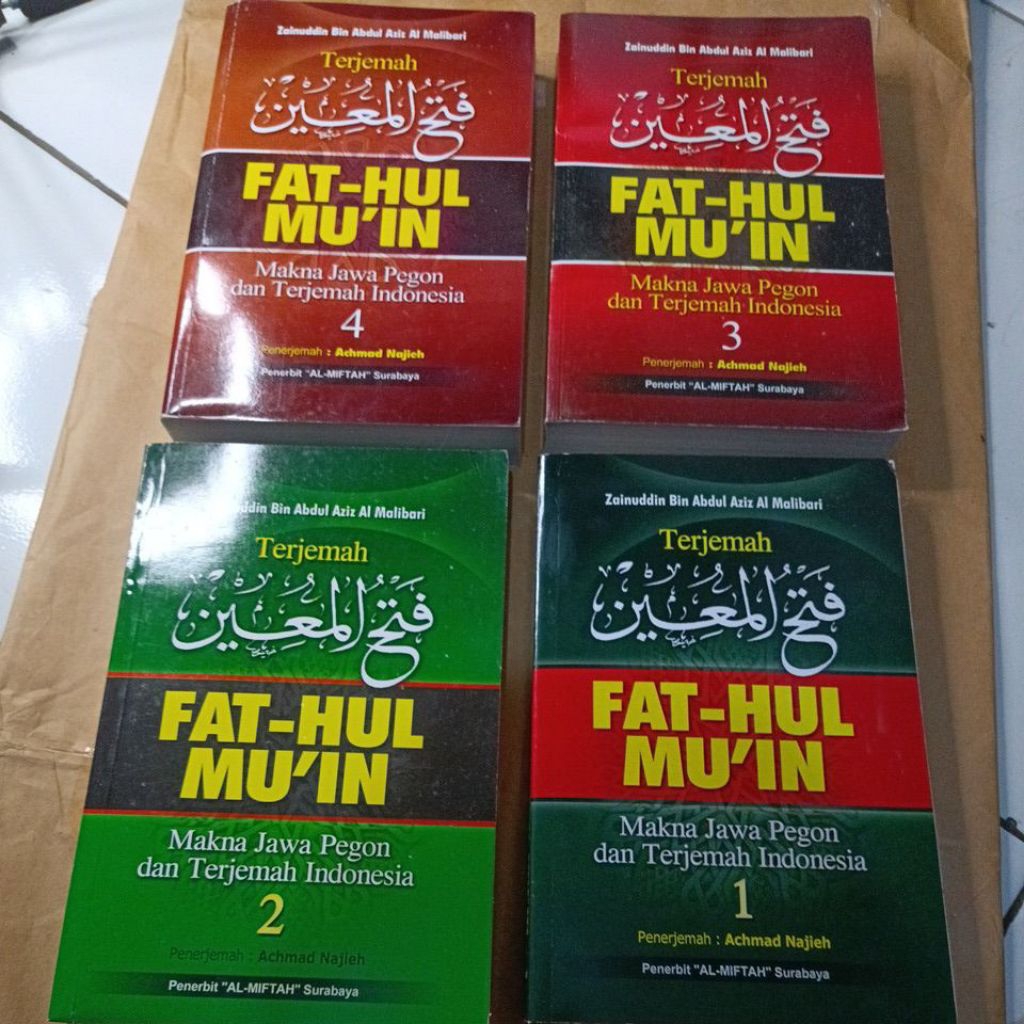 Zainuddin Bin Abdul Aziz Al Malibari
Terjemah
فتح المعين
FAT-HUL
MU'IN
Makna Jawa Pegon
dan Terjemah Indonesia
4
Penerjemah : Achmad Najieh
Penerbit "AL-MIFTAH" Surabaya
Zainuddin Bin Abdul Aziz Al Malibari
Terjemah
فتح المعين
FAT-HUL
MU'IN
Makna Jawa Pegon
dan Terjemah Indonesia
3
Penerjemah : Achmad Najieh
Penerbit "AL-MIFTAH" Surabaya
Bin Abdul Aziz Al Malibari
Terjemah
فتح المعين
FAT-HUL
MU'IN
Makna Jawa Pegon
dan Terjemah Indonesia
2
Penerjemah : Achmad Najieh
Penerbit "AL-MIFTAH" Surabaya
Zainuddin Bin Abdul Aziz Al Malibari
Terjemah
فتح المعين
FAT-HUL
MU'IN
Makna Jawa Pegon
dan Terjemah Indonesia
1
Penerjemah : Achmad Najieh
Penerbit "AL-MIFTAH" Surabaya